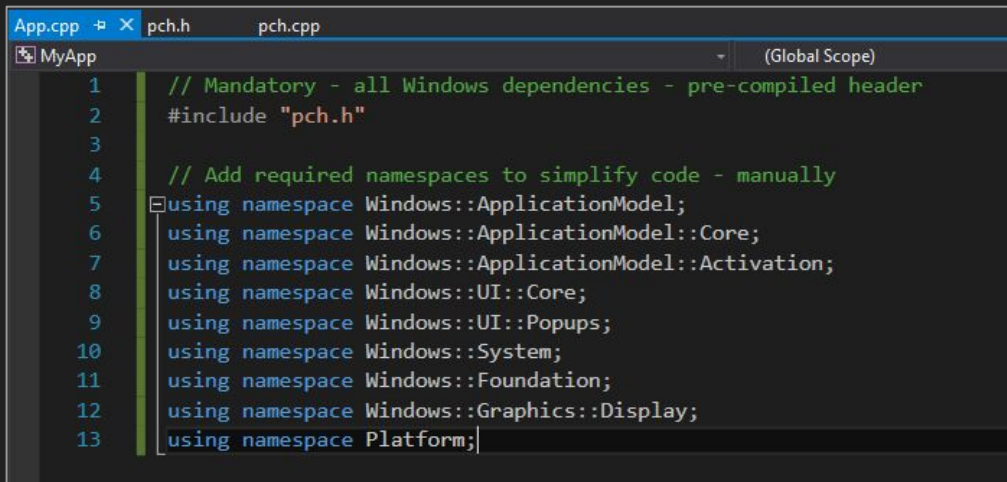 App.cpp pch.h pch.cpp
MyApp (Global Scope)
1 // Mandatory - all Windows dependencies - pre-compiled header
2 #include "pch.h"
3
4 // Add required namespaces to simplify code - manually
5 using namespace Windows::ApplicationModel;
6 using namespace Windows::ApplicationModel::Core;
7 using namespace Windows::ApplicationModel::Activation;
8 using namespace Windows::UI::Core;
9 using namespace Windows::UI::Popups;
10 using namespace Windows::System;
11 using namespace Windows::Foundation;
12 using namespace Windows::Graphics::Display;
13 using namespace Platform;